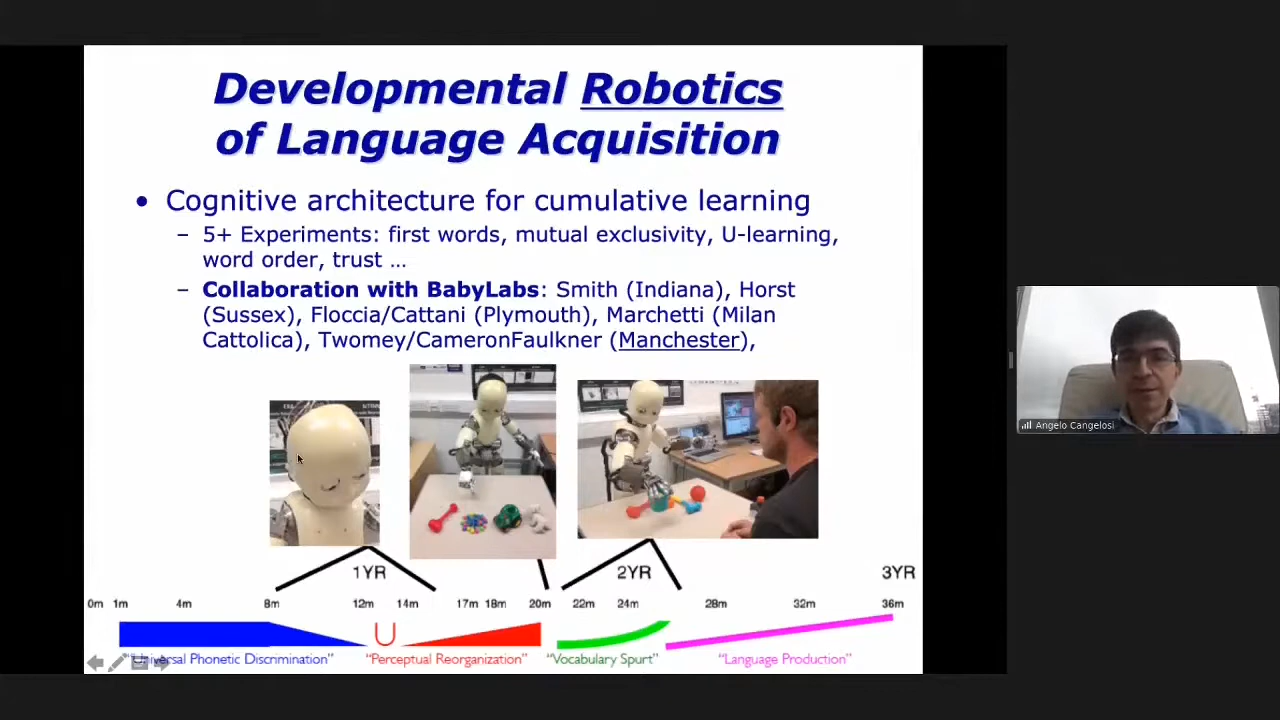 Developmental Robotics
of Language Acquisition
• Cognitive architecture for cumulative learning
– 5+ Experiments: first words, mutual exclusivity, U-learning,
word order, trust ...
– Collaboration with BabyLabs: Smith (Indiana), Horst
(Sussex), Floccia/Cattani (Plymouth), Marchetti (Milan
Cattolica), Twomey/CameronFaulkner (Manchester),
Angelo Cangelosi
1YR 2YR 3YR
0m 1m 4m 8m 12m 14m 17m 18m 20m 22m 24m 28m 32m 36m
"Universal Phonetic Discrimination" "Perceptual Reorganization" "Vocabulary Spurt" "Language Production"